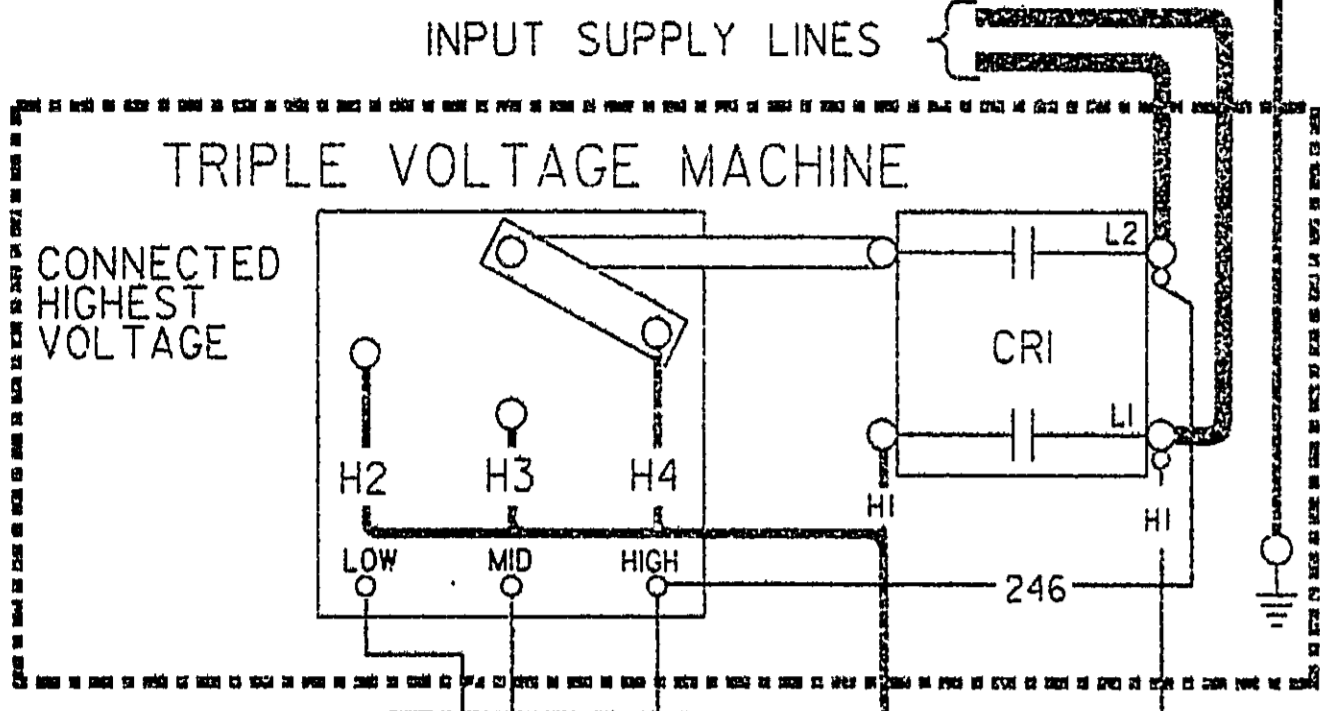 INPUT SUPPLY LINES
TRIPLE VOLTAGE MACHINE
CONNECTED
HIGHEST
VOLTAGE
L2
CR1
L1
H2 H3 H4
H1
H1
LOW MID HIGH
246